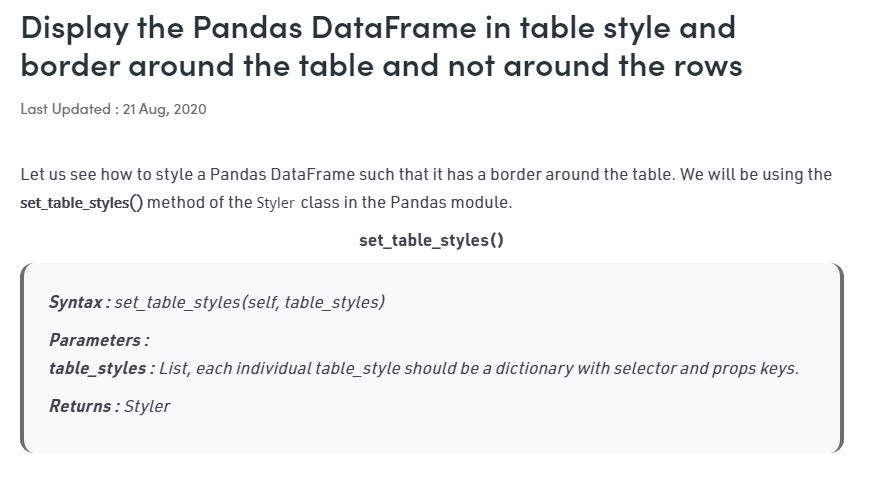 Display the Pandas DataFrame in table style and
border around the table and not around the rows
Last Updated : 21 Aug, 2020
Let us see how to style a Pandas DataFrame such that it has a border around the table. We will be using the
set_table_styles() method of the Styler class in the Pandas module.
set_table_styles()
Syntax : set_table_styles(self, table_styles)
Parameters :
table_styles : List, each individual table_style should be a dictionary with selector and props keys.
Returns : Styler